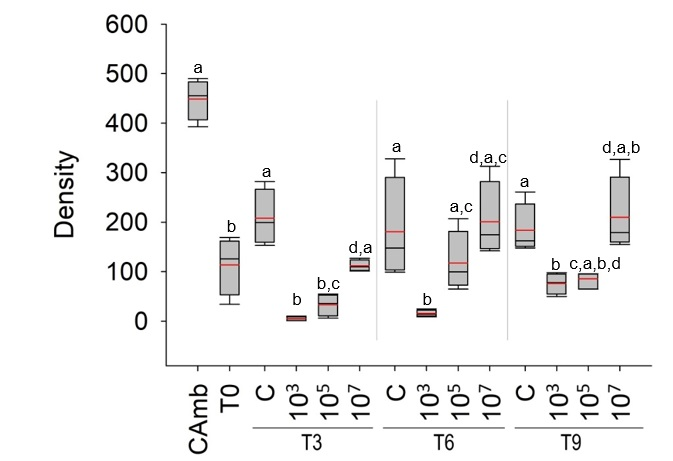 600
500
400
300
200
100
0
Density
a
b
a
b
b,c
d,a
a
b
a,c
d,a,c
a
b
c,a,b,d
d,a,b
CAmb
T0
C
10³
10⁵
10⁷
C
10³
10⁵
10⁷
C
10³
10⁵
10⁷
T3
T6
T9